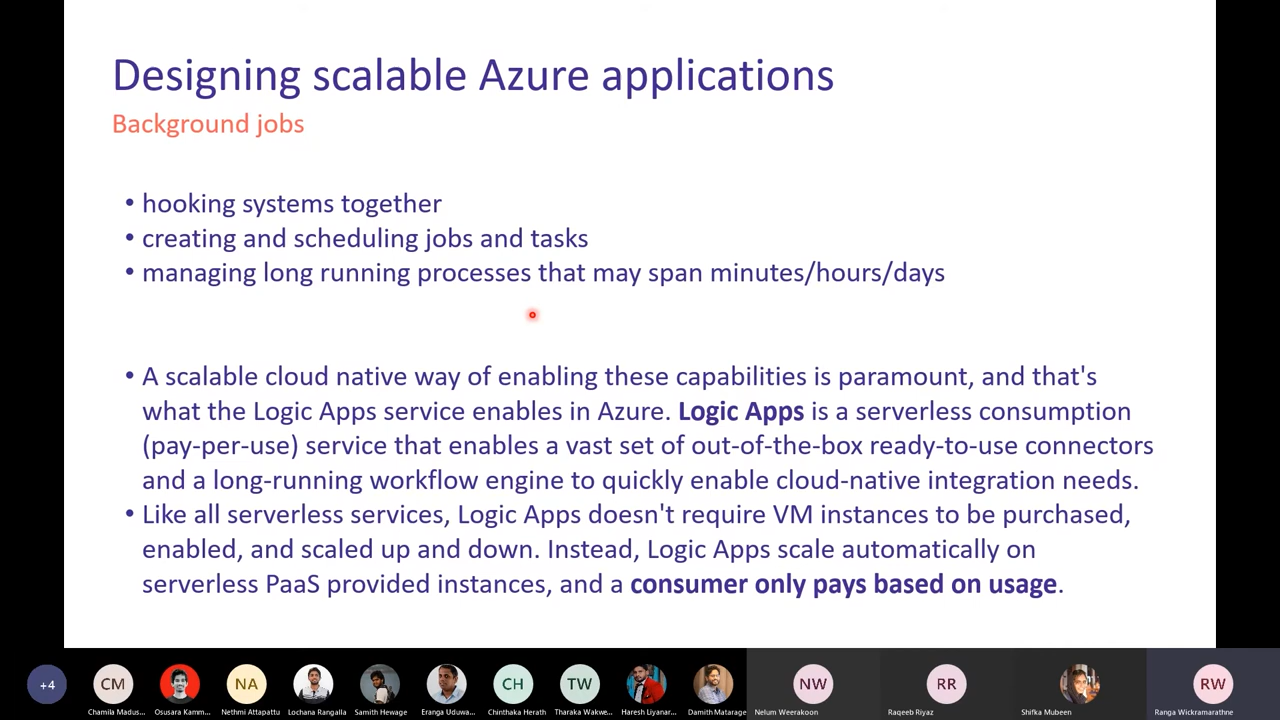 Designing scalable Azure applications
Background jobs
• hooking systems together
• creating and scheduling jobs and tasks
• managing long running processes that may span minutes/hours/days
• A scalable cloud native way of enabling these capabilities is paramount, and that's
what the Logic Apps service enables in Azure. Logic Apps is a serverless consumption
(pay-per-use) service that enables a vast set of out-of-the-box ready-to-use connectors
and a long-running workflow engine to quickly enable cloud-native integration needs.
• Like all serverless services, Logic Apps doesn't require VM instances to be purchased,
enabled, and scaled up and down. Instead, Logic Apps scale automatically on
serverless PaaS provided instances, and a consumer only pays based on usage.
+4 CM NA CH TW NW RR RW
Chamila Madus... Osusara Kamm... Nethmi Attapattu Lochana Rangalla Samith Hewage Eranga Uduwa... Chinthaka Herath Tharaka Wakwe... Haresh Liyanar... Damith Matarage Nelum Weerakoon Raqeeb Riyaz Shifka Mubeen Ranga Wickramarathne